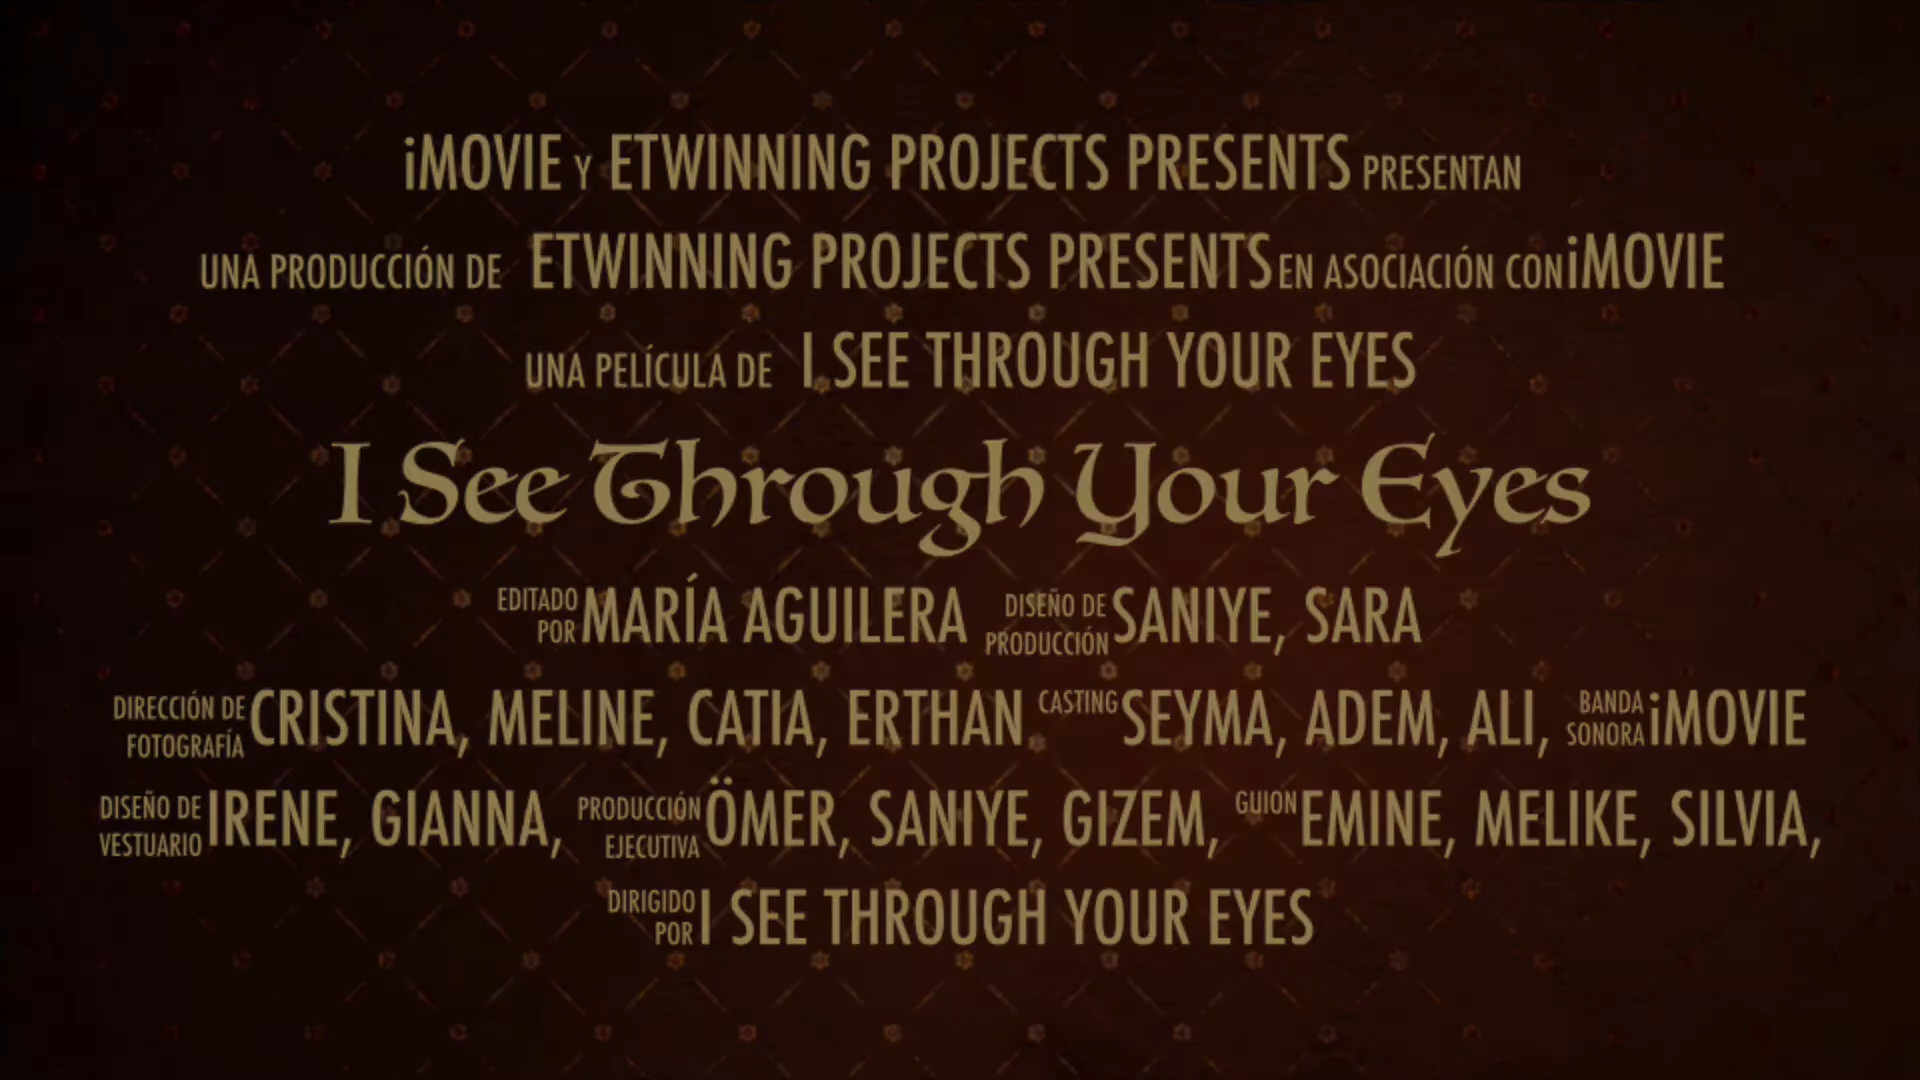 iMOVIE Y ETWINNING PROJECTS PRESENTS PRESENTAN
UNA PRODUCCIÓN DE ETWINNING PROJECTS PRESENTS EN ASOCIACIÓN CON iMOVIE
UNA PELÍCULA DE I SEE THROUGH YOUR EYES
I See Through Your Eyes
EDITADO POR MARÍA AGUILERA DISEÑO DE PRODUCCIÓN SANIYE, SARA
DIRECCIÓN DE FOTOGRAFÍA CRISTINA, MELINE, CATIA, ERTHAN CASTING SEYMA, ADEM, ALI, BANDA SONORA iMOVIE
DISEÑO DE VESTUARIO IRENE, GIANNA, PRODUCCIÓN EJECUTIVA ÖMER, SANIYE, GIZEM, GUION EMINE, MELIKE, SILVIA,
DIRIGIDO POR I SEE THROUGH YOUR EYES